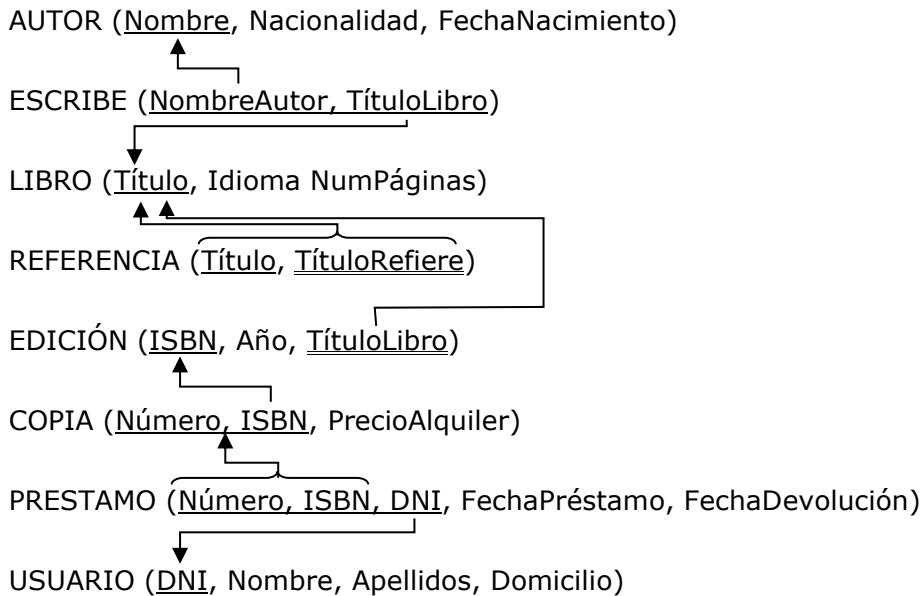 AUTOR (Nombre, Nacionalidad, FechaNacimiento)
ESCRIBE (NombreAutor, TítuloLibro)
LIBRO (Título, Idioma NumPáginas)
REFERENCIA (Título, TítuloRefiere)
EDICIÓN (ISBN, Año, TítuloLibro)
COPIA (Número, ISBN, PrecioAlquiler)
PRESTAMO (Número, ISBN, DNI, FechaPréstamo, FechaDevolución)
USUARIO (DNI, Nombre, Apellidos, Domicilio)